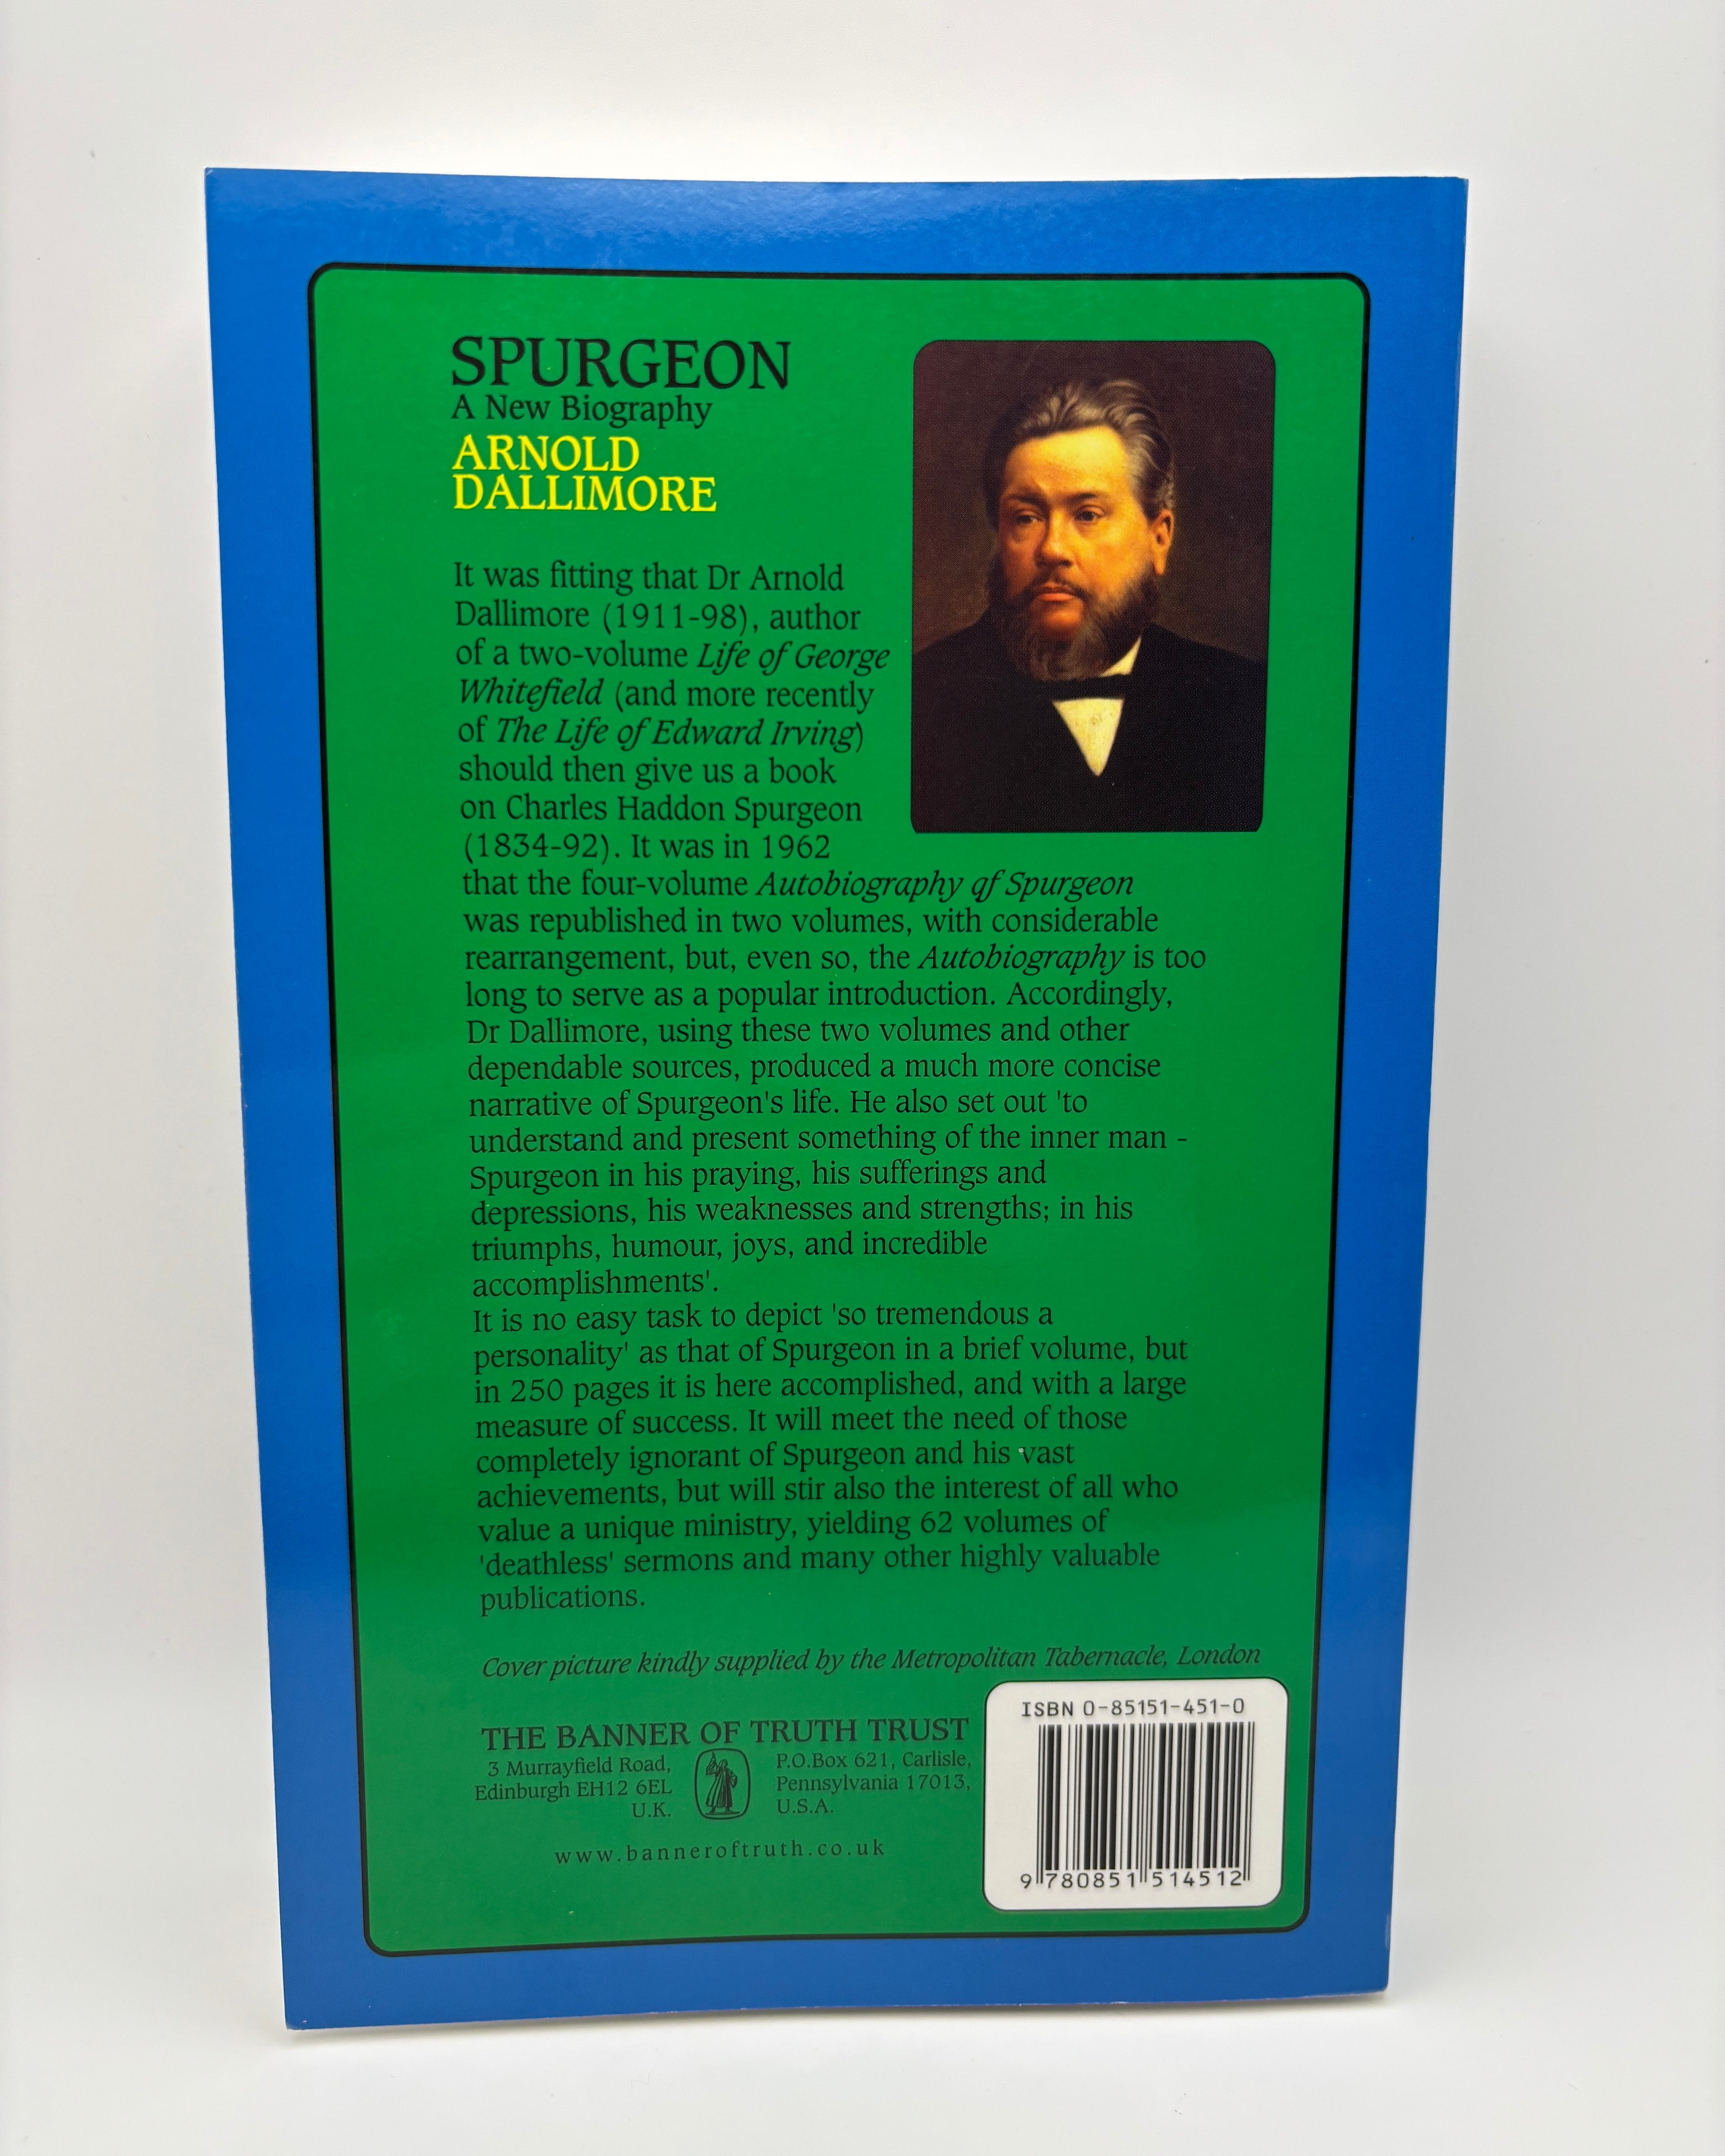 SPURGEON
A New Biography
ARNOLD
DALLIMORE
It was fitting that Dr Arnold
Dallimore (1911-98), author
of a two-volume Life of George
Whitefield (and more recently
of The Life of Edward Irving)
should then give us a book
on Charles Haddon Spurgeon
(1834-92). It was in 1962
that the four-volume Autobiography qf Spurgeon
was republished in two volumes, with considerable
rearrangement, but, even so, the Autobiography is too
long to serve as a popular introduction. Accordingly,
Dr Dallimore, using these two volumes and other
dependable sources, produced a much more concise
narrative of Spurgeon's life. He also set out 'to
understand and present something of the inner man -
Spurgeon in his praying, his sufferings and
depressions, his weaknesses and strengths; in his
triumphs, humour, joys, and incredible
accomplishments'.
It is no easy task to depict 'so tremendous a
personality' as that of Spurgeon in a brief volume, but
in 250 pages it is here accomplished, and with a large
measure of success. It will meet the need of those
completely ignorant of Spurgeon and his vast
achievements, but will stir also the interest of all who
value a unique ministry, yielding 62 volumes of
'deathless' sermons and many other highly valuable
publications.
Cover picture kindly supplied by the Metropolitan Tabernacle, London
THE BANNER OF TRUTH TRUST
3 Murrayfield Road,
Edinburgh EH12 6EL
U.K.
P.O.Box 621, Carlisle,
Pennsylvania 17013,
U.S.A.
www.banneroftruth.co.uk
ISBN 0-85151-451-0
9 780851 514512